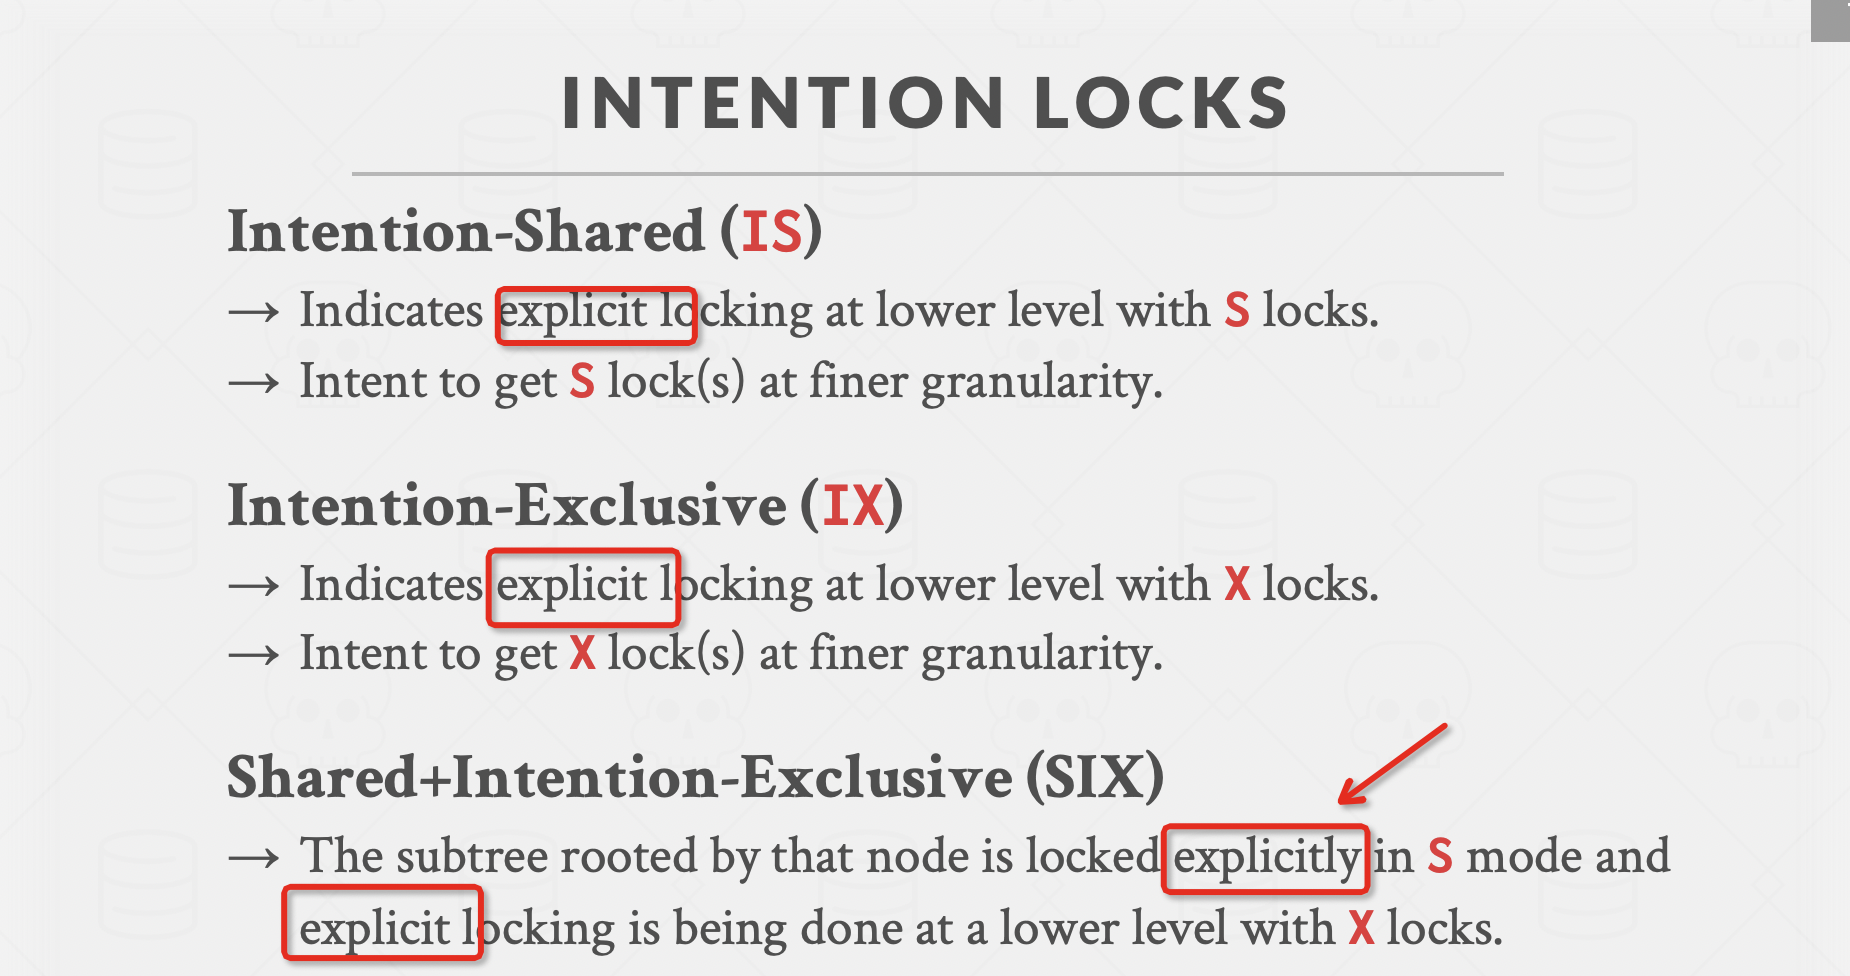 INTENTION LOCKS
Intention-Shared (IS)
→ Indicates explicit locking at lower level with S locks.
→ Intent to get S lock(s) at finer granularity.
Intention-Exclusive (IX)
→ Indicates explicit locking at lower level with X locks.
→ Intent to get X lock(s) at finer granularity.
Shared+Intention-Exclusive (SIX)
→ The subtree rooted by that node is locked explicitly in S mode and
explicit locking is being done at a lower level with X locks.